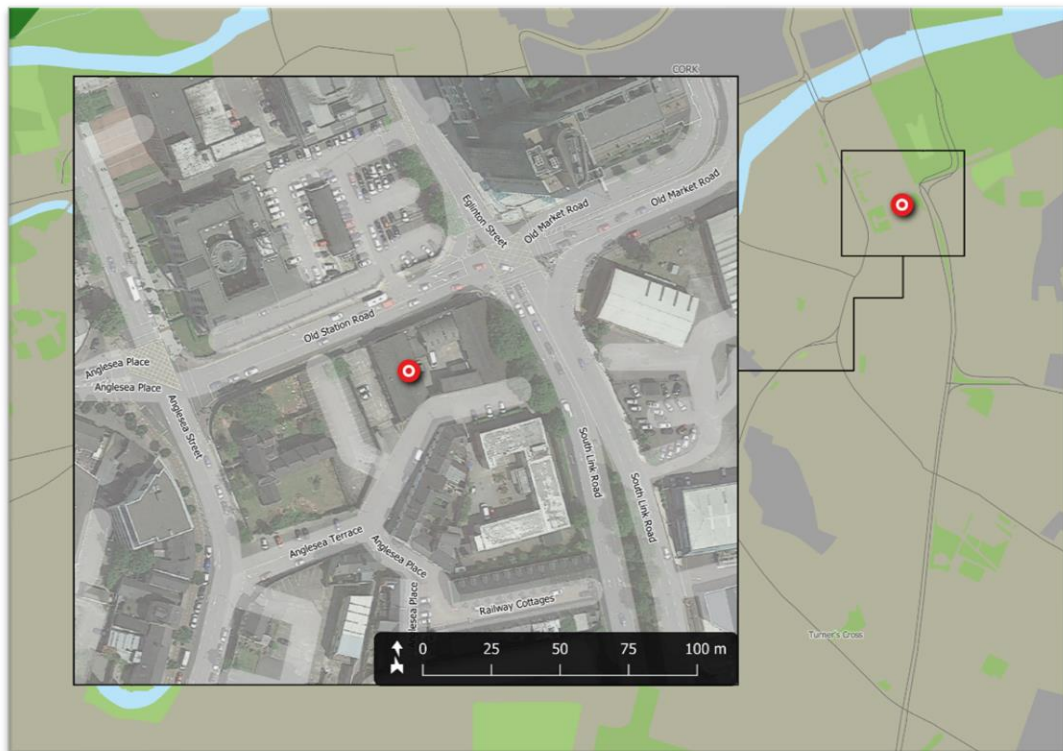 CORK
Eglinton Street
Old Market Road
Old Market Road
Old Station Road
Anglesea Place
Anglesea Place
Anglesea Street
South Link Road
South Link Road
Anglesea Terrace
Anglesea Place
Anglesea Place
Railway Cottages
Turner's Cross
0 25 50 75 100 m